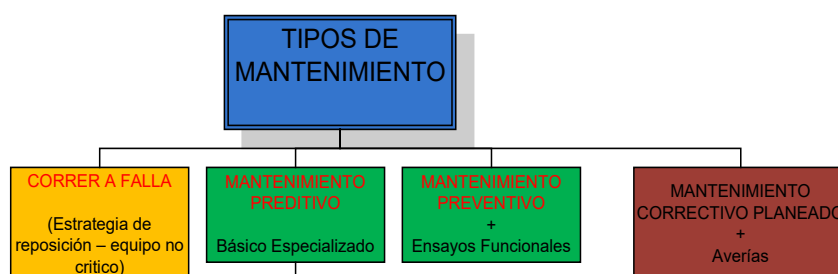 TIPOS DE
MANTENIMIENTO
CORRER A FALLA
(Estrategia de
reposición – equipo no
critico)
MANTENIMIENTO
PREDITIVO
Básico Especializado
MANTENIMIENTO
PREVENTIVO
+
Ensayos Funcionales
MANTENIMIENTO
CORRECTIVO PLANEADO
+
Averías